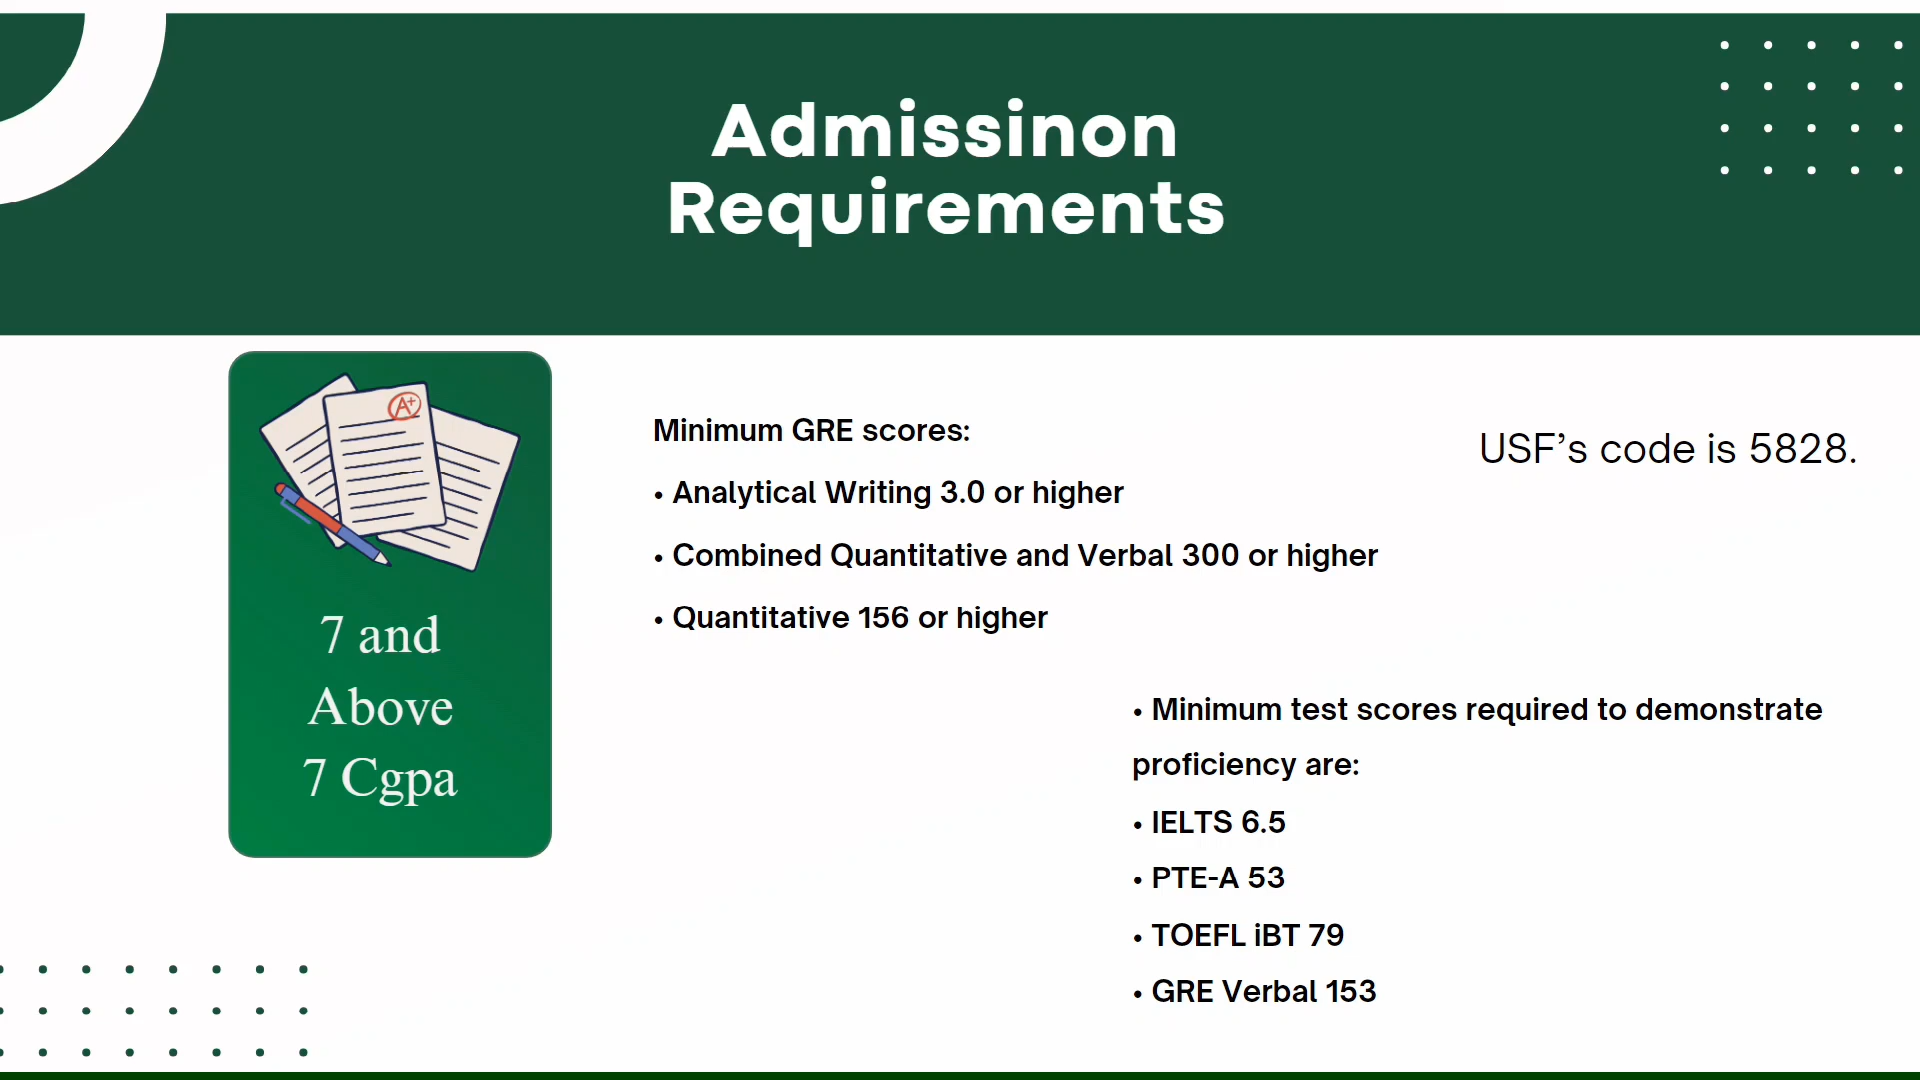 Admissinon
Requirements
A+
7 and
Above
7 Cgpa
Minimum GRE scores:
• Analytical Writing 3.0 or higher
• Combined Quantitative and Verbal 300 or higher
• Quantitative 156 or higher
USF’s code is 5828.
• Minimum test scores required to demonstrate
proficiency are:
• IELTS 6.5
• PTE-A 53
• TOEFL iBT 79
• GRE Verbal 153